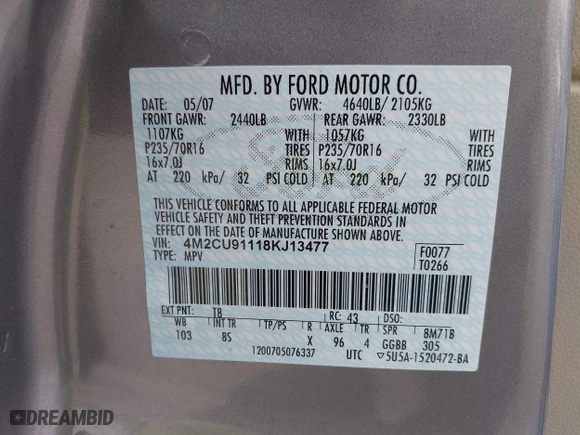 MFD. BY FORD MOTOR CO.
DATE: 05/07 GVWR: 4640LB/ 2105KG
FRONT GAWR: 2440LB REAR GAWR: 2330LB
1107KG WITH 1057KG WITH
P235/70R16 TIRES P235/70R16 TIRES
16x7.0J RIMS 16x7.0J RIMS
AT 220 kPa/ 32 PSI COLD AT 220 kPa/ 32 PSI COLD
THIS VEHICLE CONFORMS TO ALL APPLICABLE FEDERAL MOTOR
VEHICLE SAFETY AND THEFT PREVENTION STANDARDS IN
EFFECT ON THE DATE OF MANUFACTURE SHOWN ABOVE.
VIN: 4M2CU91118KJ13477 F0077
TYPE: MPV T0266
EXT PNT: T8 RC: 43 DSO:
WB INT TR TP/PS R AXLE TR SPR 8M71B
103 8S X 96 4 GGBB 305
1200705076337 UTC ▽5U5A-1520472-BA
DREAMBID